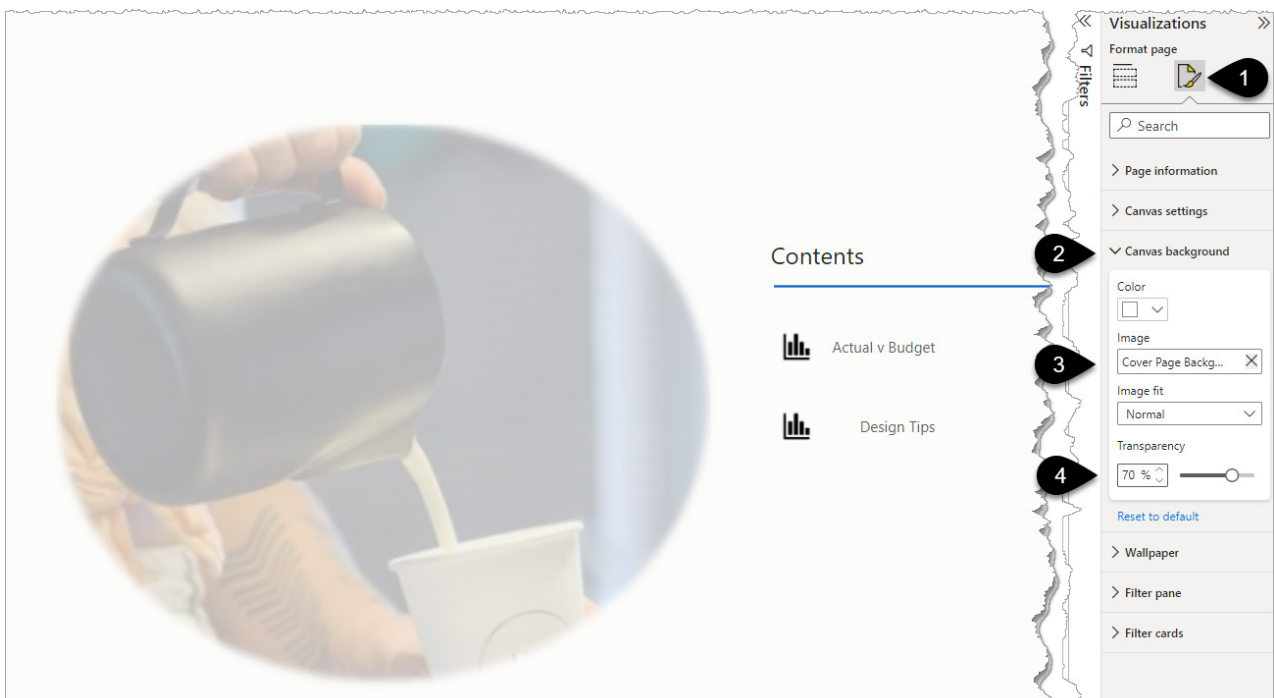 Contents
Actual v Budget
Design Tips
Filters
Visualizations
Format page
1
Search
Page information
Canvas settings
2
Canvas background
Color
Image
3
Cover Page Backg...
Image fit
Normal
Transparency
4
70 %
Reset to default
Wallpaper
Filter pane
Filter cards